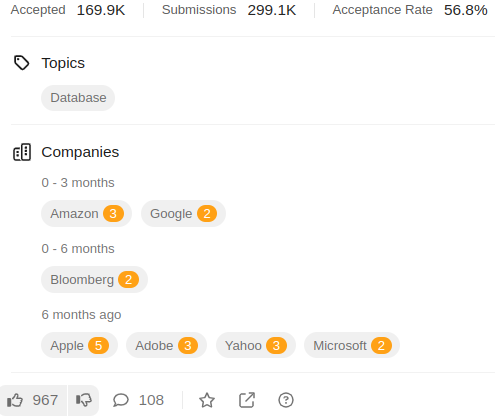 Accepted 169.9K Submissions 299.1K Acceptance Rate 56.8%
Topics
Database
Companies
0 - 3 months
Amazon 3 Google 2
0 - 6 months
Bloomberg 2
6 months ago
Apple 5 Adobe 3 Yahoo 3 Microsoft 2
967 108